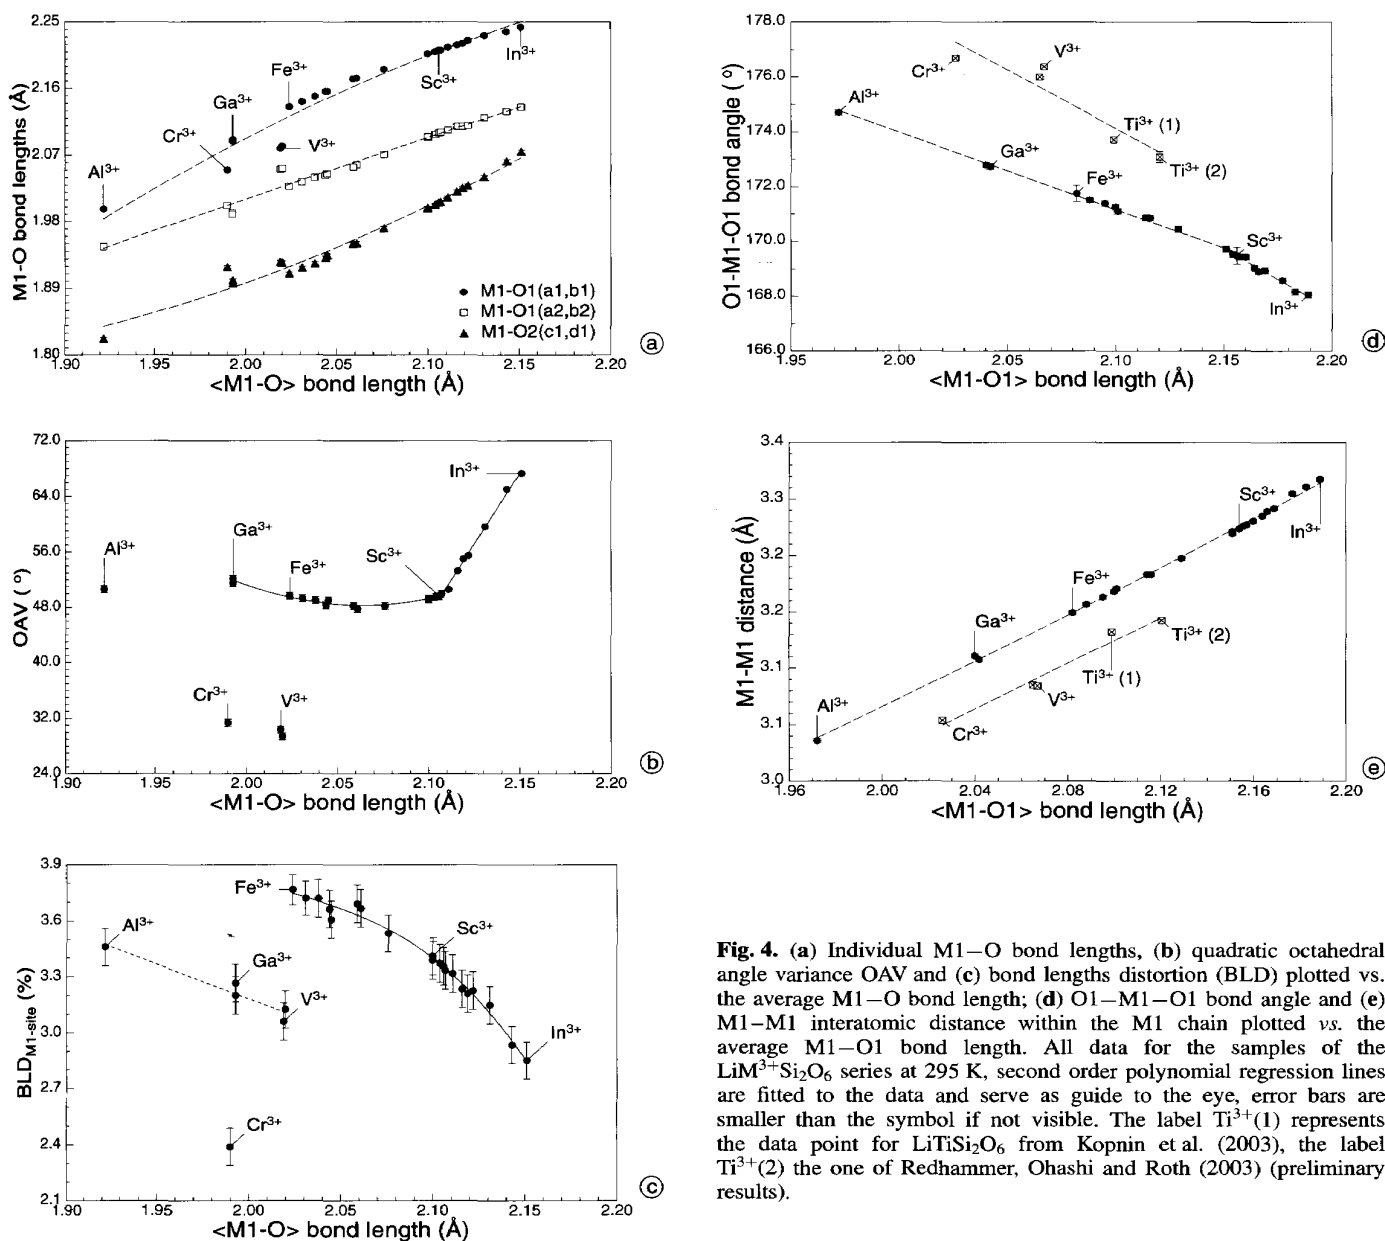 2.25
2.16
2.07
1.98
1.89
1.80
M1-O bond lengths (Å)
Al³⁺
Cr³⁺
Ga³⁺
Fe³⁺
V³⁺
Sc³⁺
In³⁺
M1-O1(a1,b1)
M1-O1(a2,b2)
M1-O2(c1,d1)
1.90 1.95 2.00 2.05 2.10 2.15 2.20
<M1-O> bond length (Å)
a
178.0
176.0
174.0
172.0
170.0
168.0
166.0
O1-M1-O1 bond angle (°)
Al³⁺
Cr³⁺
V³⁺
Ti³⁺ (1)
Ti³⁺ (2)
Ga³⁺
Fe³⁺
Sc³⁺
In³⁺
1.95 2.00 2.05 2.10 2.15 2.20
<M1-O1> bond length (Å)
d
72.0
64.0
56.0
48.0
40.0
32.0
24.0
OAV (°)
Al³⁺
Ga³⁺
Fe³⁺
Sc³⁺
In³⁺
Cr³⁺
V³⁺
1.90 1.95 2.00 2.05 2.10 2.15 2.20
<M1-O> bond length (Å)
b
3.4
3.3
3.2
3.2
3.1
3.1
3.0
M1-M1 distance (Å)
Al³⁺
Ga³⁺
Fe³⁺
Sc³⁺
In³⁺
Ti³⁺ (2)
Ti³⁺ (1)
V³⁺
Cr³⁺
1.96 2.00 2.04 2.08 2.12 2.16 2.20
<M1-O1> bond length (Å)
e
3.9
3.6
3.3
3.0
2.7
2.4
2.1
BLD M1-site (%)
Fe³⁺
Al³⁺
Ga³⁺
V³⁺
Sc³⁺
In³⁺
Cr³⁺
1.90 1.95 2.00 2.05 2.10 2.15 2.20
<M1-O> bond length (Å)
c
Fig. 4. (a) Individual M1–O bond lengths, (b) quadratic octahedral
angle variance OAV and (c) bond lengths distortion (BLD) plotted vs.
the average M1–O bond length; (d) O1–M1–O1 bond angle and (e)
M1–M1 interatomic distance within the M1 chain plotted vs. the
average M1–O1 bond length. All data for the samples of the
LiM³⁺Si₂O₆ series at 295 K, second order polynomial regression lines
are fitted to the data and serve as guide to the eye, error bars are
smaller than the symbol if not visible. The label Ti³⁺(1) represents
the data point for LiTiSi₂O₆ from Kopnin et al. (2003), the label
Ti³⁺(2) the one of Redhammer, Ohashi and Roth (2003) (preliminary
results).